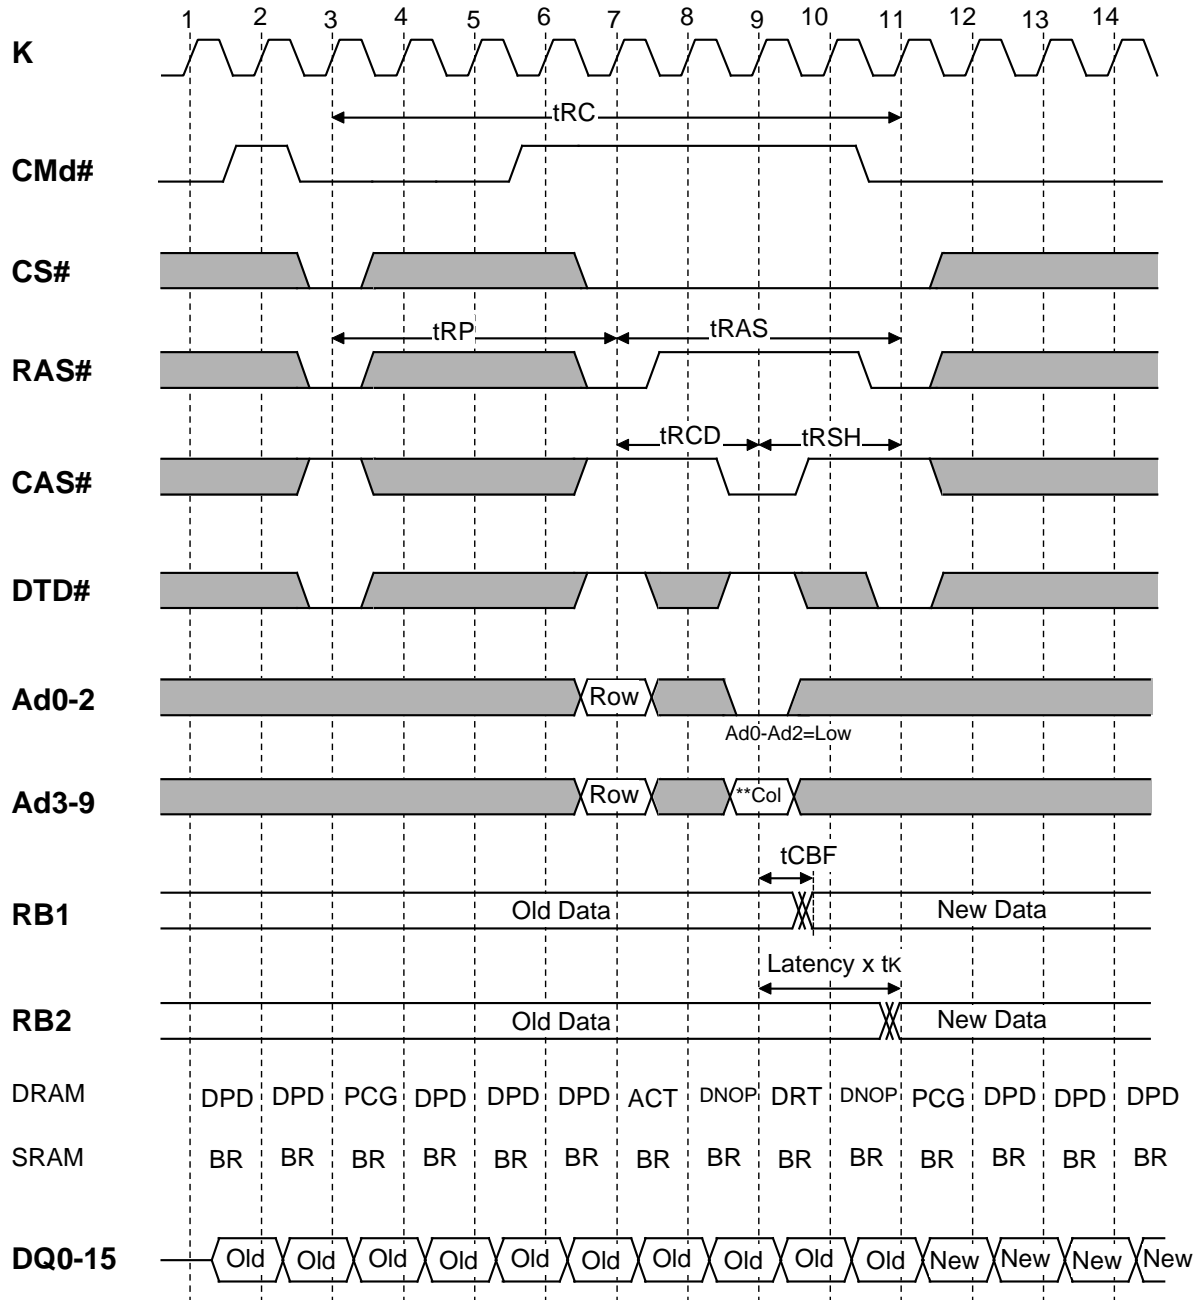 1 2 3 4 5 6 7 8 9 10 11 12 13 14
K
tRC
CMd#
CS#
tRP tRAS
RAS#
tRCD tRSH
CAS#
DTD#
Ad0-2 Row
Ad0-Ad2=Low
Ad3-9 Row **Col
tCBF
RB1 Old Data New Data
Latency x tK
RB2 Old Data New Data
DRAM DPD DPD PCG DPD DPD DPD ACT DNOP DRT DNOP PCG DPD DPD DPD
SRAM BR BR BR BR BR BR BR BR BR BR BR BR BR BR
DQ0-15 Old Old Old Old Old Old Old Old Old Old New New New New